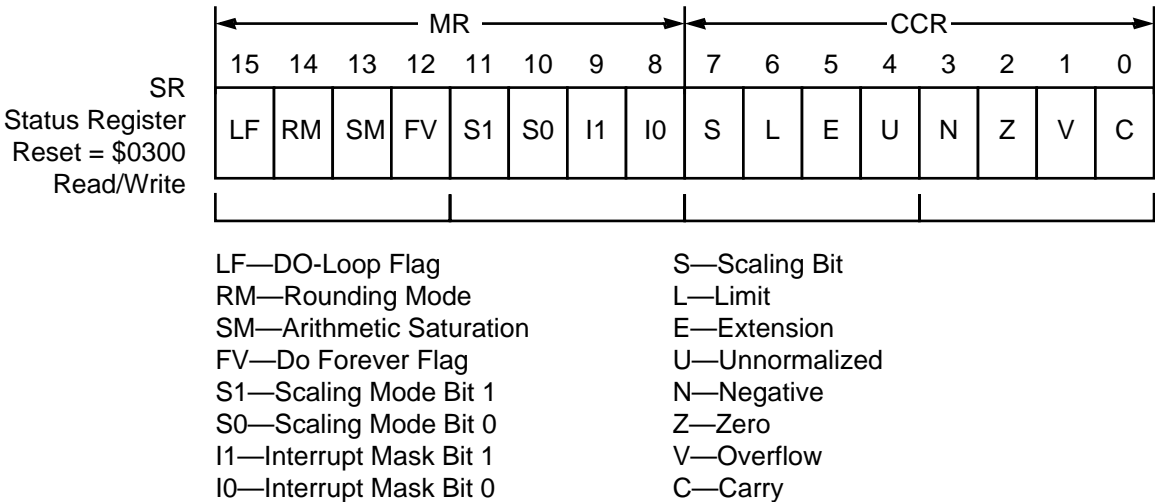 MR CCR
15 14 13 12 11 10 9 8 7 6 5 4 3 2 1 0
SR
Status Register
Reset = $0300
Read/Write
LF RM SM FV S1 S0 I1 I0 S L E U N Z V C
LF—DO-Loop Flag
RM—Rounding Mode
SM—Arithmetic Saturation
FV—Do Forever Flag
S1—Scaling Mode Bit 1
S0—Scaling Mode Bit 0
I1—Interrupt Mask Bit 1
I0—Interrupt Mask Bit 0
S—Scaling Bit
L—Limit
E—Extension
U—Unnormalized
N—Negative
Z—Zero
V—Overflow
C—Carry